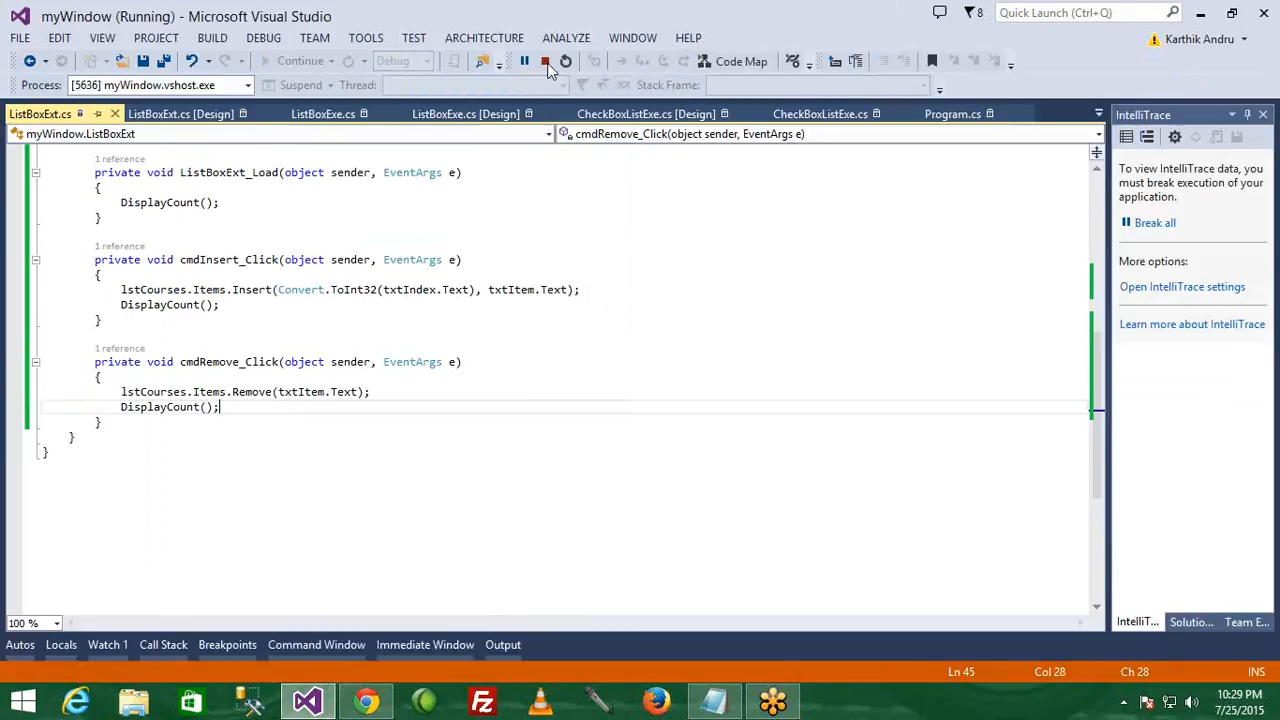 myWindow (Running) - Microsoft Visual Studio
8
Quick Launch (Ctrl+Q)
FILE EDIT VIEW PROJECT BUILD DEBUG TEAM TOOLS TEST ARCHITECTURE ANALYZE WINDOW HELP
Karthik Andru
Continue Debug Code Map
Process: [5636] myWindow.vshost.exe Suspend Thread: Stack Frame:
ListBoxExt.cs ListBoxExt.cs [Design] ListBoxExe.cs ListBoxExe.cs [Design] CheckBoxListExe.cs [Design] CheckBoxListExe.cs Program.cs
myWindow.ListBoxExt cmdRemove_Click(object sender, EventArgs e)
1 reference
private void ListBoxExt_Load(object sender, EventArgs e)
{
DisplayCount();
}
1 reference
private void cmdInsert_Click(object sender, EventArgs e)
{
lstCourses.Items.Insert(Convert.ToInt32(txtIndex.Text), txtItem.Text);
DisplayCount();
}
1 reference
private void cmdRemove_Click(object sender, EventArgs e)
{
lstCourses.Items.Remove(txtItem.Text);
DisplayCount();
}
}
}
IntelliTrace
To view IntelliTrace data, you
must break execution of your
application.
Break all
More options:
Open IntelliTrace settings
Learn more about IntelliTrace
100 %
IntelliT... Solutio... Team E...
Autos Locals Watch 1 Call Stack Breakpoints Command Window Immediate Window Output
Ln 45 Col 28 Ch 28 INS
10:29 PM
7/25/2015